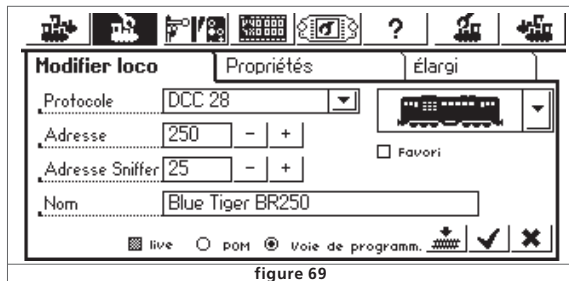 ?
Modifier loco Propriétés Élargi
Protocole DCC 28
Adresse 250 - +
Favori
Adresse Sniffer 25 - +
Nom Blue Tiger BR250
live POM Voie de programm.
figure 69